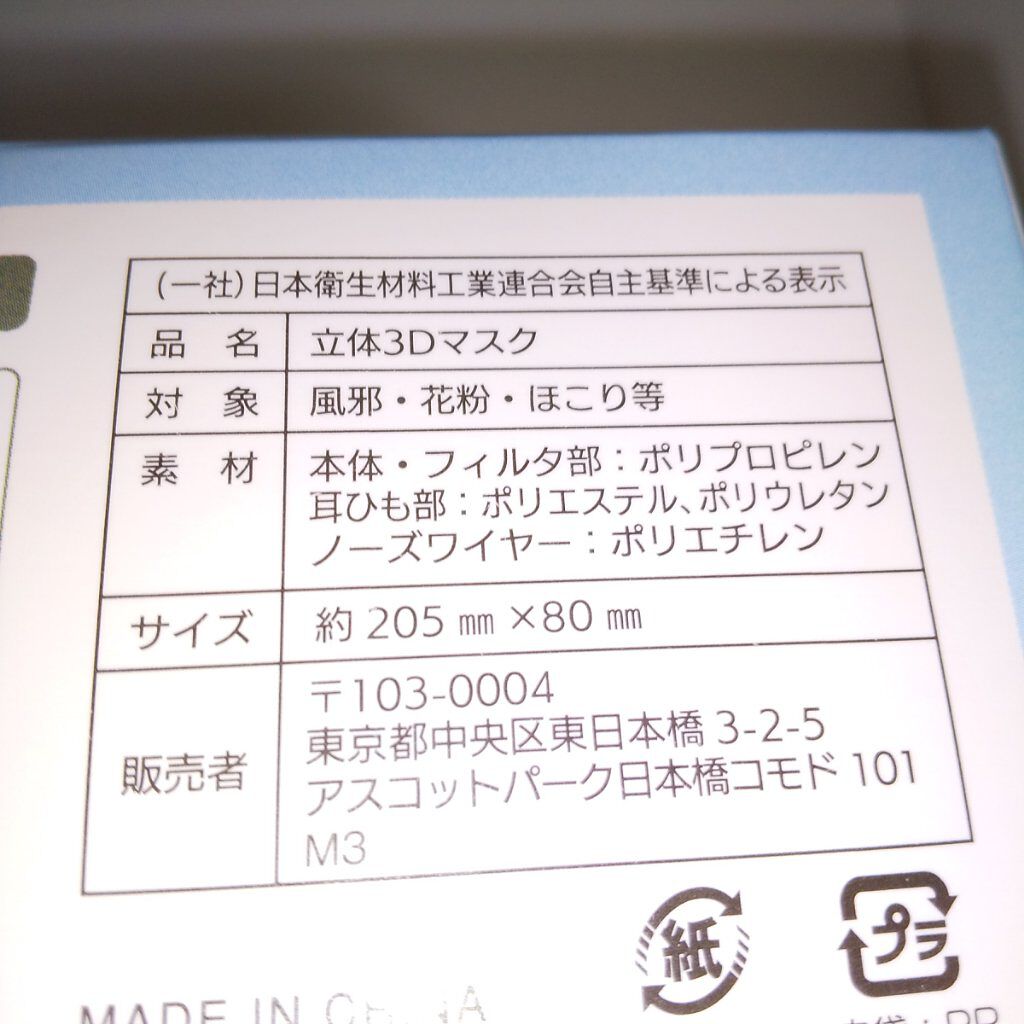 (一社)日本衛生材料工業連合会自主基準による表示
品 名 立体3Dマスク
対 象 風邪・花粉・ほこり等
素 材 本体・フィルタ部：ポリプロピレン
耳ひも部：ポリエステル、ポリウレタン
ノーズワイヤー：ポリエチレン
サイズ 約 205 ㎜ ×80 ㎜
販売者 〒103-0004
東京都中央区東日本橋 3-2-5
アスコットパーク日本橋コモド 101
M3
紙 プラ
MADE IN CHINA